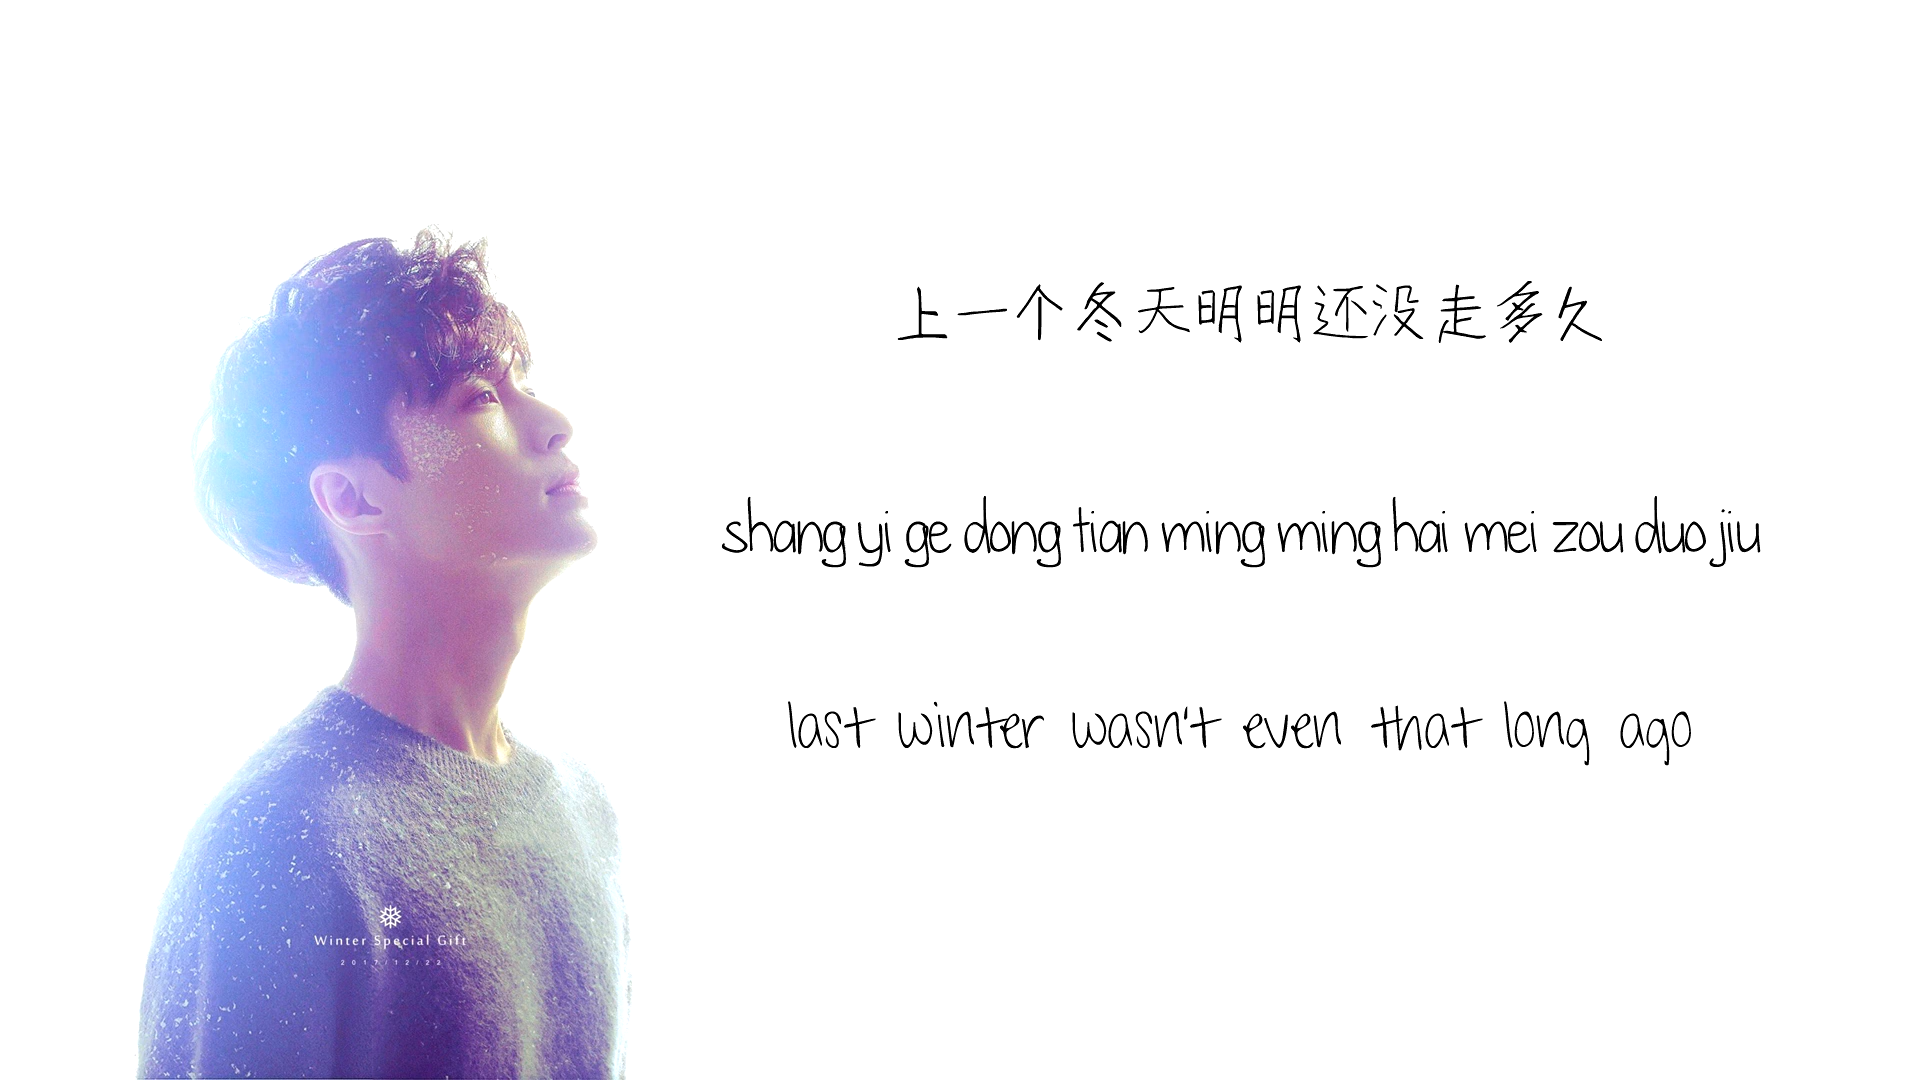 上一个冬天明明还没走多久
shang yi ge dong tian ming ming hai mei zou duo jiu
last winter wasn't even that long ago
Winter Special Gift
2017/12/22